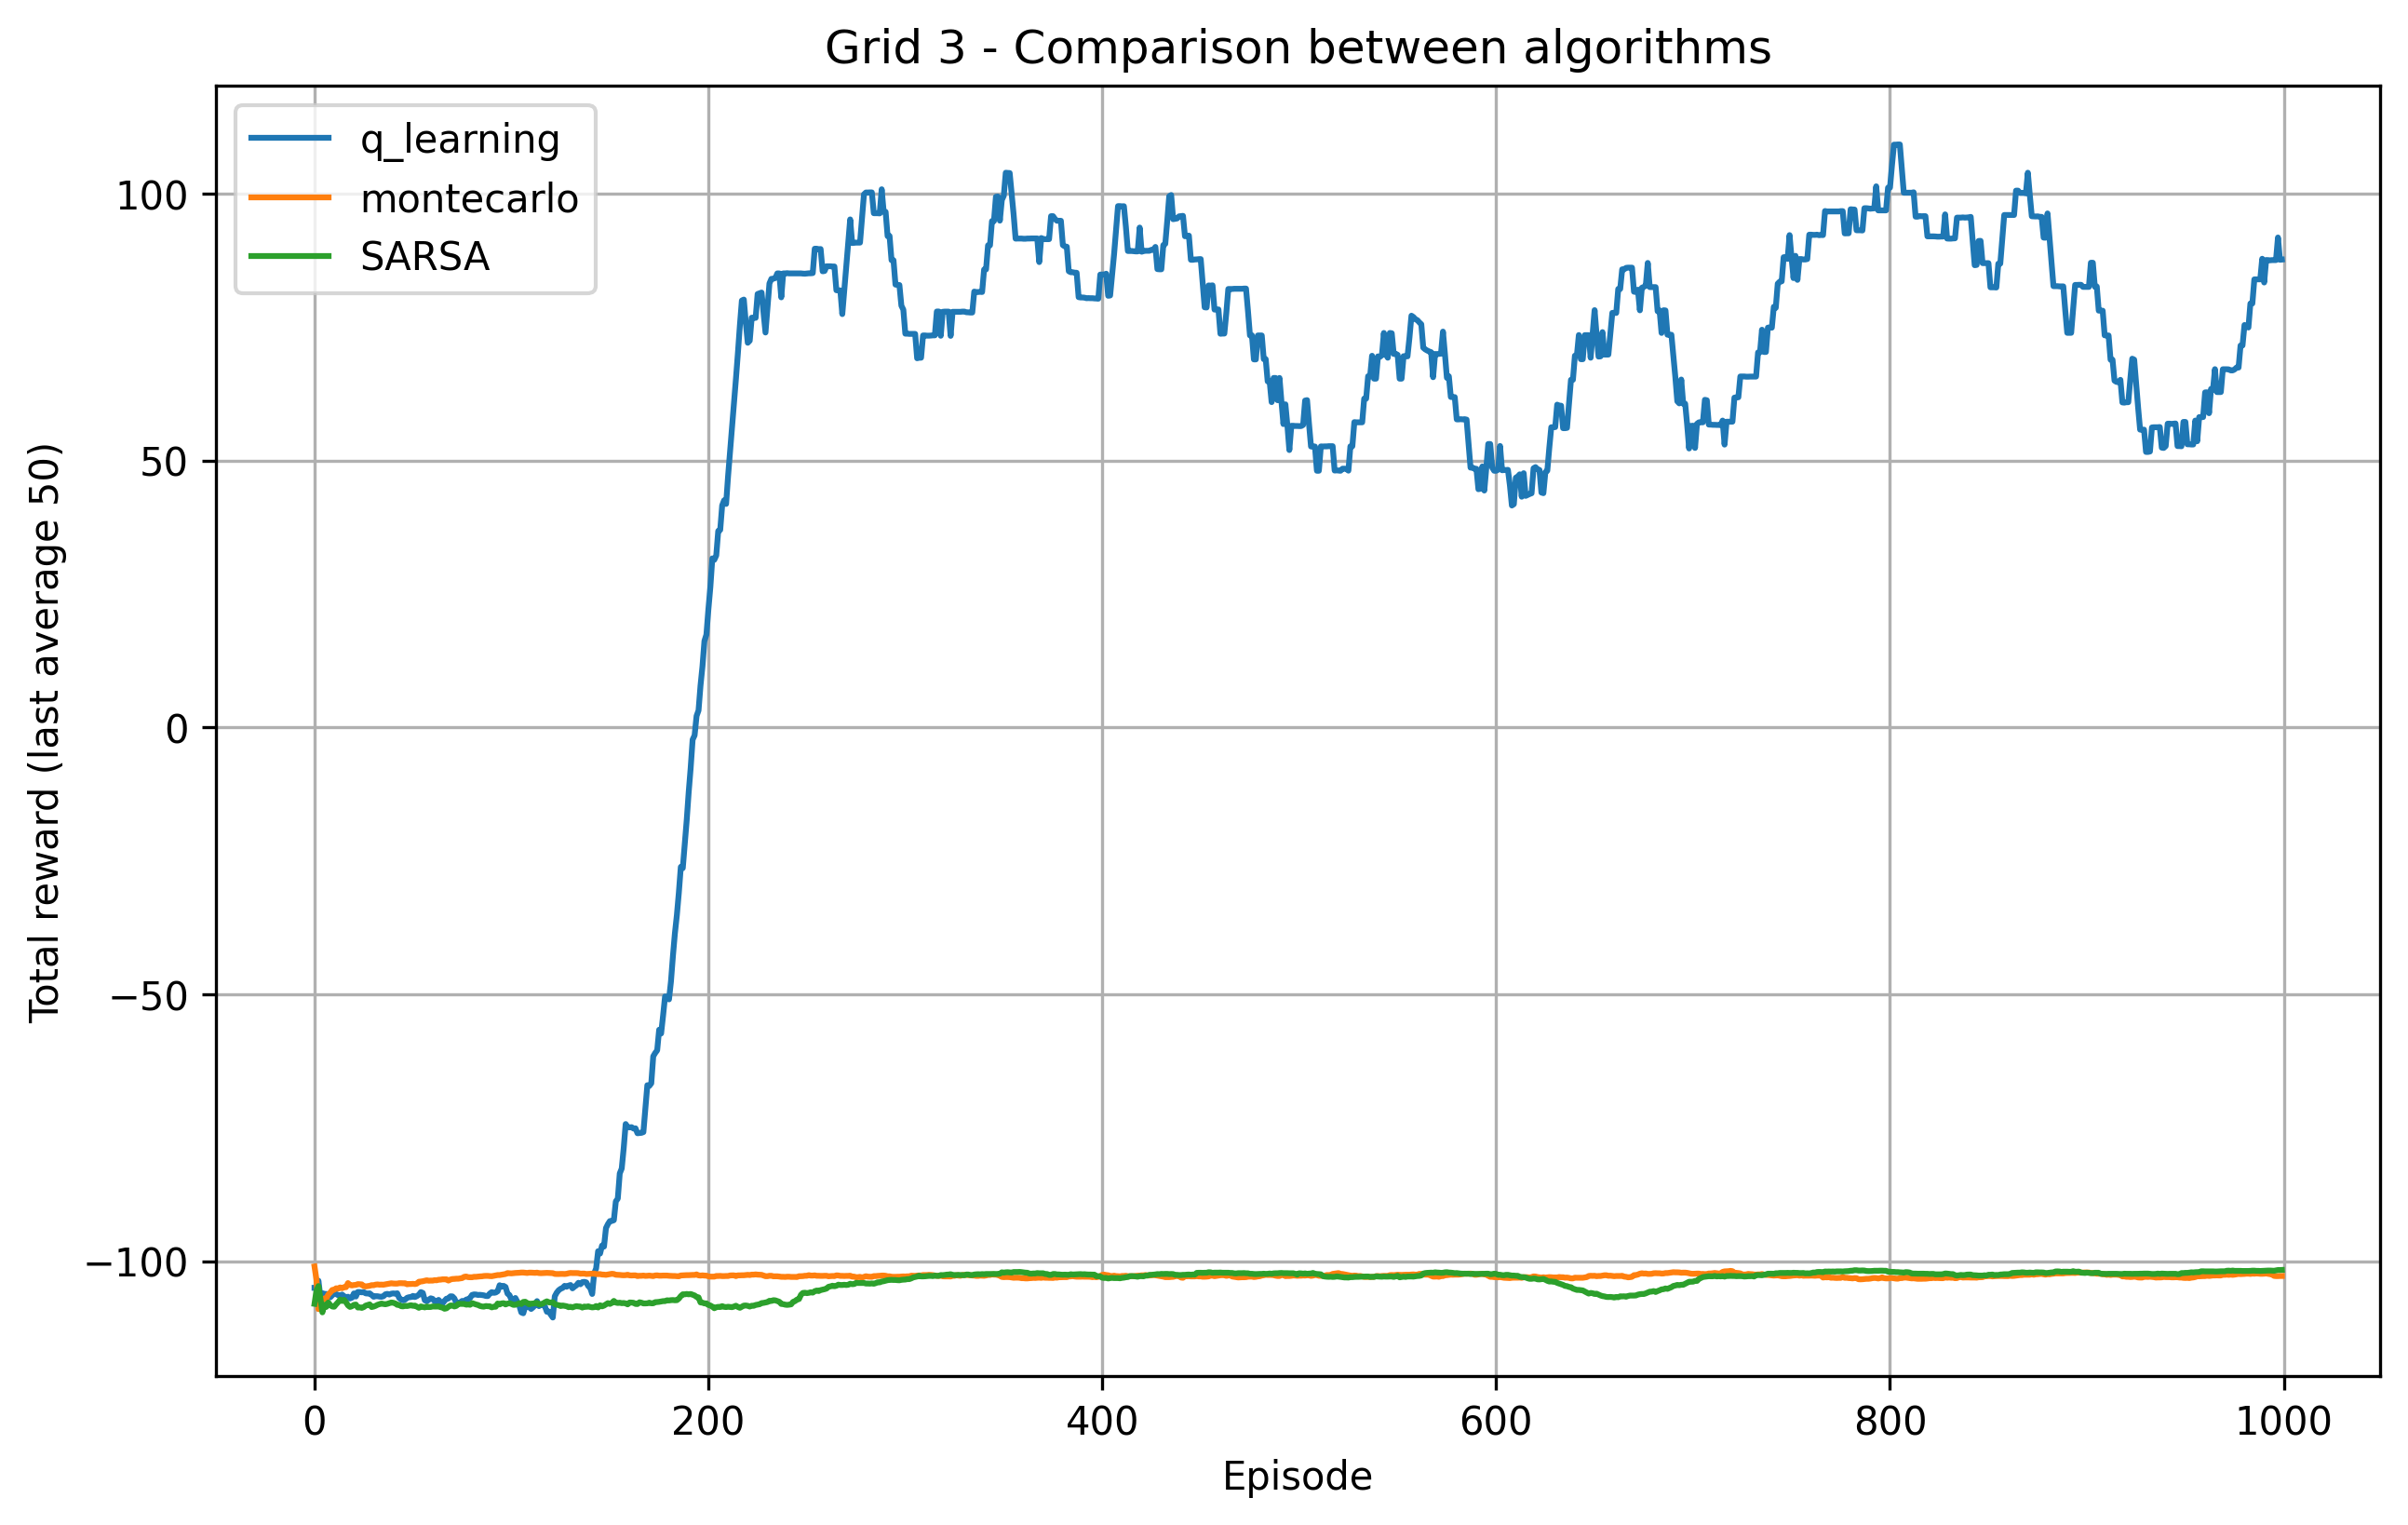 Grid 3 - Comparison between algorithms
q_learning
montecarlo
SARSA
Total reward (last average 50)
100
50
0
−50
−100
0 200 400 600 800 1000
Episode